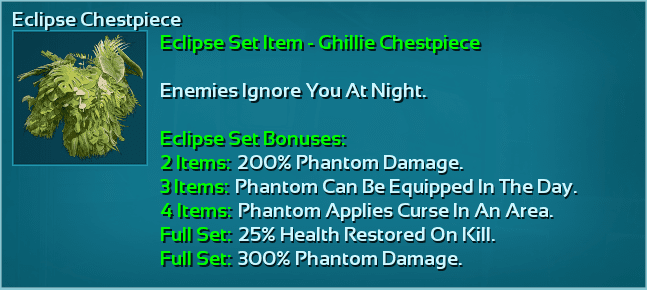 Eclipse Chestpiece
Eclipse Set Item - Ghillie Chestpiece
Enemies Ignore You At Night.
Eclipse Set Bonuses:
2 Items: 200% Phantom Damage.
3 Items: Phantom Can Be Equipped In The Day.
4 Items: Phantom Applies Curse In An Area.
Full Set: 25% Health Restored On Kill.
Full Set: 300% Phantom Damage.